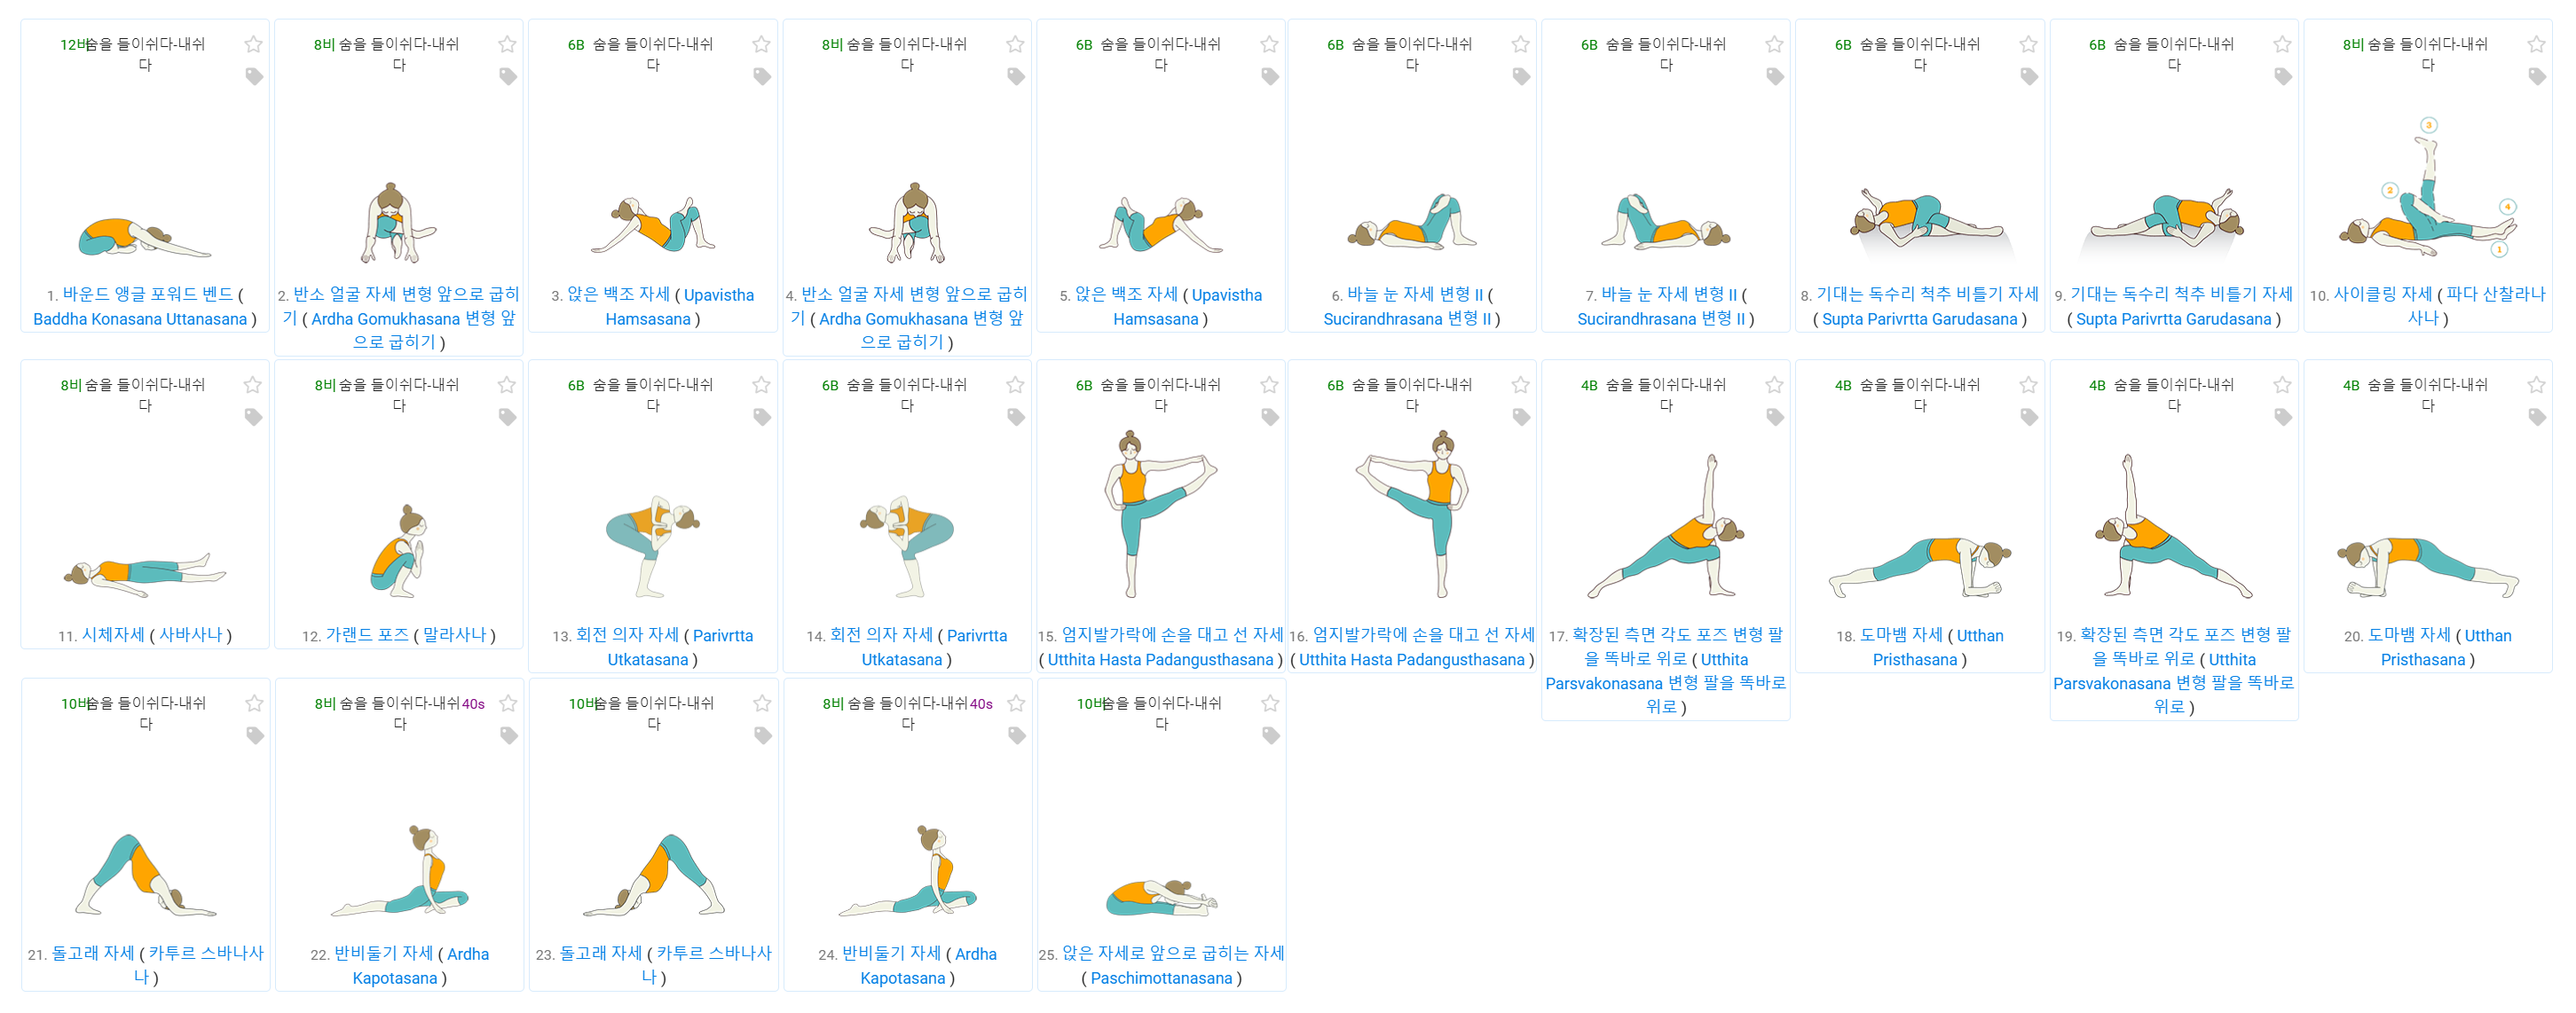 12비 숨을 들이쉬다-내쉬
다
1. 바운드 앵글 포워드 벤드 (
Baddha Konasana Uttanasana )
8비 숨을 들이쉬다-내쉬
다
2. 반소 얼굴 자세 변형 앞으로 굽히
기 ( Ardha Gomukhasana 변형 앞
으로 굽히기 )
6B 숨을 들이쉬다-내쉬
다
3. 앉은 백조 자세 ( Upavistha
Hamsasana )
8비 숨을 들이쉬다-내쉬
다
4. 반소 얼굴 자세 변형 앞으로 굽히
기 ( Ardha Gomukhasana 변형 앞
으로 굽히기 )
6B 숨을 들이쉬다-내쉬
다
5. 앉은 백조 자세 ( Upavistha
Hamsasana )
6B 숨을 들이쉬다-내쉬
다
6. 바늘 눈 자세 변형 II (
Sucirandhrasana 변형 II )
6B 숨을 들이쉬다-내쉬
다
7. 바늘 눈 자세 변형 II (
Sucirandhrasana 변형 II )
6B 숨을 들이쉬다-내쉬
다
8. 기대는 독수리 척추 비틀기 자세
( Supta Parivrtta Garudasana )
6B 숨을 들이쉬다-내쉬
다
9. 기대는 독수리 척추 비틀기 자세
( Supta Parivrtta Garudasana )
8비 숨을 들이쉬다-내쉬
다
3
2
4
1
10. 사이클링 자세 ( 파다 산찰라나
사나 )
8비 숨을 들이쉬다-내쉬
다
11. 시체자세 ( 사바사나 )
8비 숨을 들이쉬다-내쉬
다
12. 가랜드 포즈 ( 말라사나 )
6B 숨을 들이쉬다-내쉬
다
13. 회전 의자 자세 ( Parivrtta
Utkatasana )
6B 숨을 들이쉬다-내쉬
다
14. 회전 의자 자세 ( Parivrtta
Utkatasana )
6B 숨을 들이쉬다-내쉬
다
15. 엄지발가락에 손을 대고 선 자세
( Utthita Hasta Padangusthasana )
6B 숨을 들이쉬다-내쉬
다
16. 엄지발가락에 손을 대고 선 자세
( Utthita Hasta Padangusthasana )
4B 숨을 들이쉬다-내쉬
다
17. 확장된 측면 각도 포즈 변형 팔
을 똑바로 위로 ( Utthita
Parsvakonasana 변형 팔을 똑바로
위로 )
4B 숨을 들이쉬다-내쉬
다
18. 도마뱀 자세 ( Utthan
Pristhasana )
4B 숨을 들이쉬다-내쉬
다
19. 확장된 측면 각도 포즈 변형 팔
을 똑바로 위로 ( Utthita
Parsvakonasana 변형 팔을 똑바로
위로 )
4B 숨을 들이쉬다-내쉬
다
20. 도마뱀 자세 ( Utthan
Pristhasana )
10비 숨을 들이쉬다-내쉬
다
21. 돌고래 자세 ( 카투르 스바나사
나 )
8비 숨을 들이쉬다-내쉬 40s
다
22. 반비둘기 자세 ( Ardha
Kapotasana )
10비 숨을 들이쉬다-내쉬
다
23. 돌고래 자세 ( 카투르 스바나사
나 )
8비 숨을 들이쉬다-내쉬 40s
다
24. 반비둘기 자세 ( Ardha
Kapotasana )
10비 숨을 들이쉬다-내쉬
다
25. 앉은 자세로 앞으로 굽히는 자세
( Paschimottanasana )